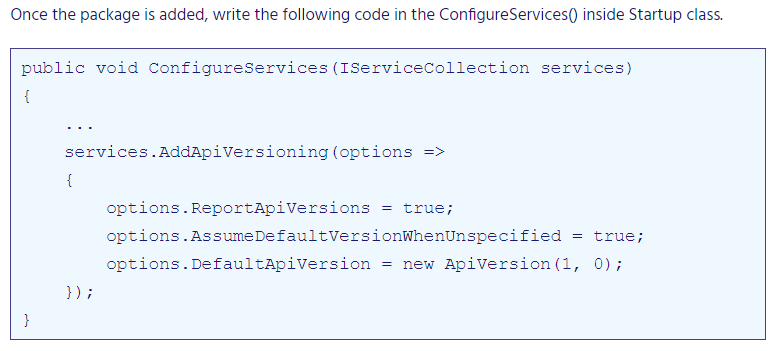 Once the package is added, write the following code in the ConfigureServices() inside Startup class.
public void ConfigureServices(IServiceCollection services)
{
...
services.AddApiVersioning(options =>
{
options.ReportApiVersions = true;
options.AssumeDefaultVersionWhenUnspecified = true;
options.DefaultApiVersion = new ApiVersion(1, 0);
});
}